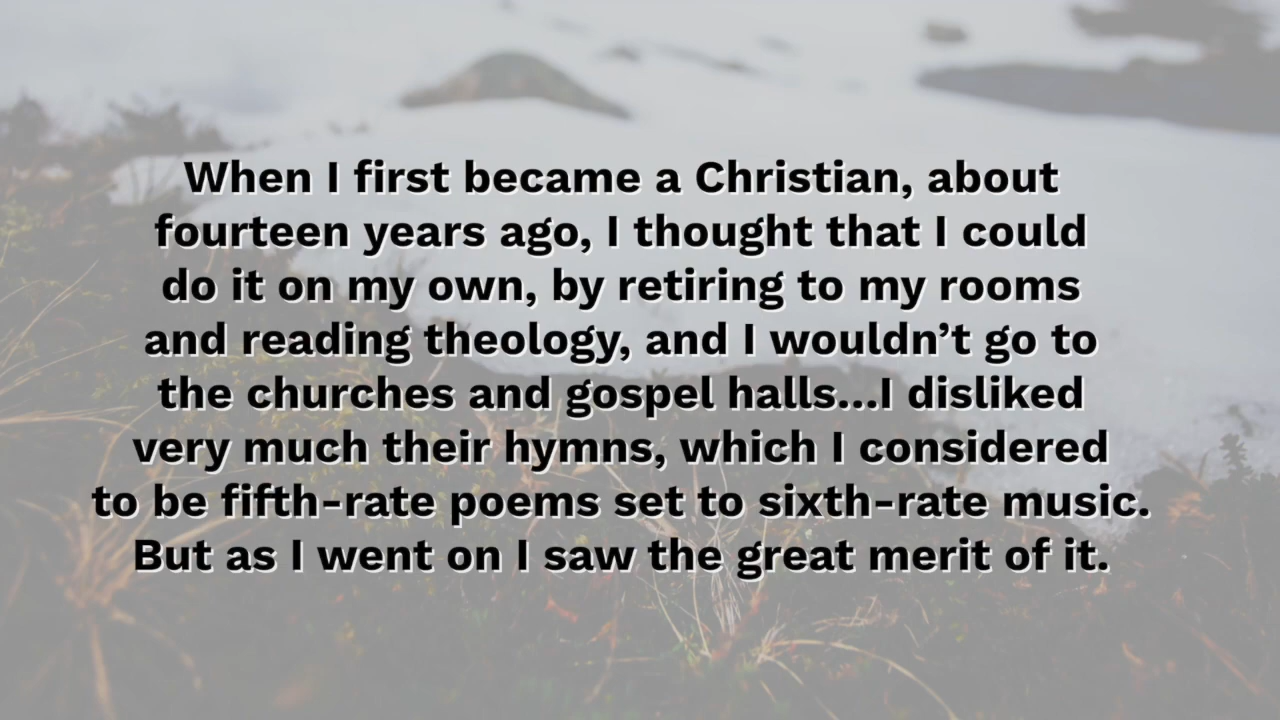 When I first became a Christian, about
fourteen years ago, I thought that I could
do it on my own, by retiring to my rooms
and reading theology, and I wouldn’t go to
the churches and gospel halls...I disliked
very much their hymns, which I considered
to be fifth-rate poems set to sixth-rate music.
But as I went on I saw the great merit of it.